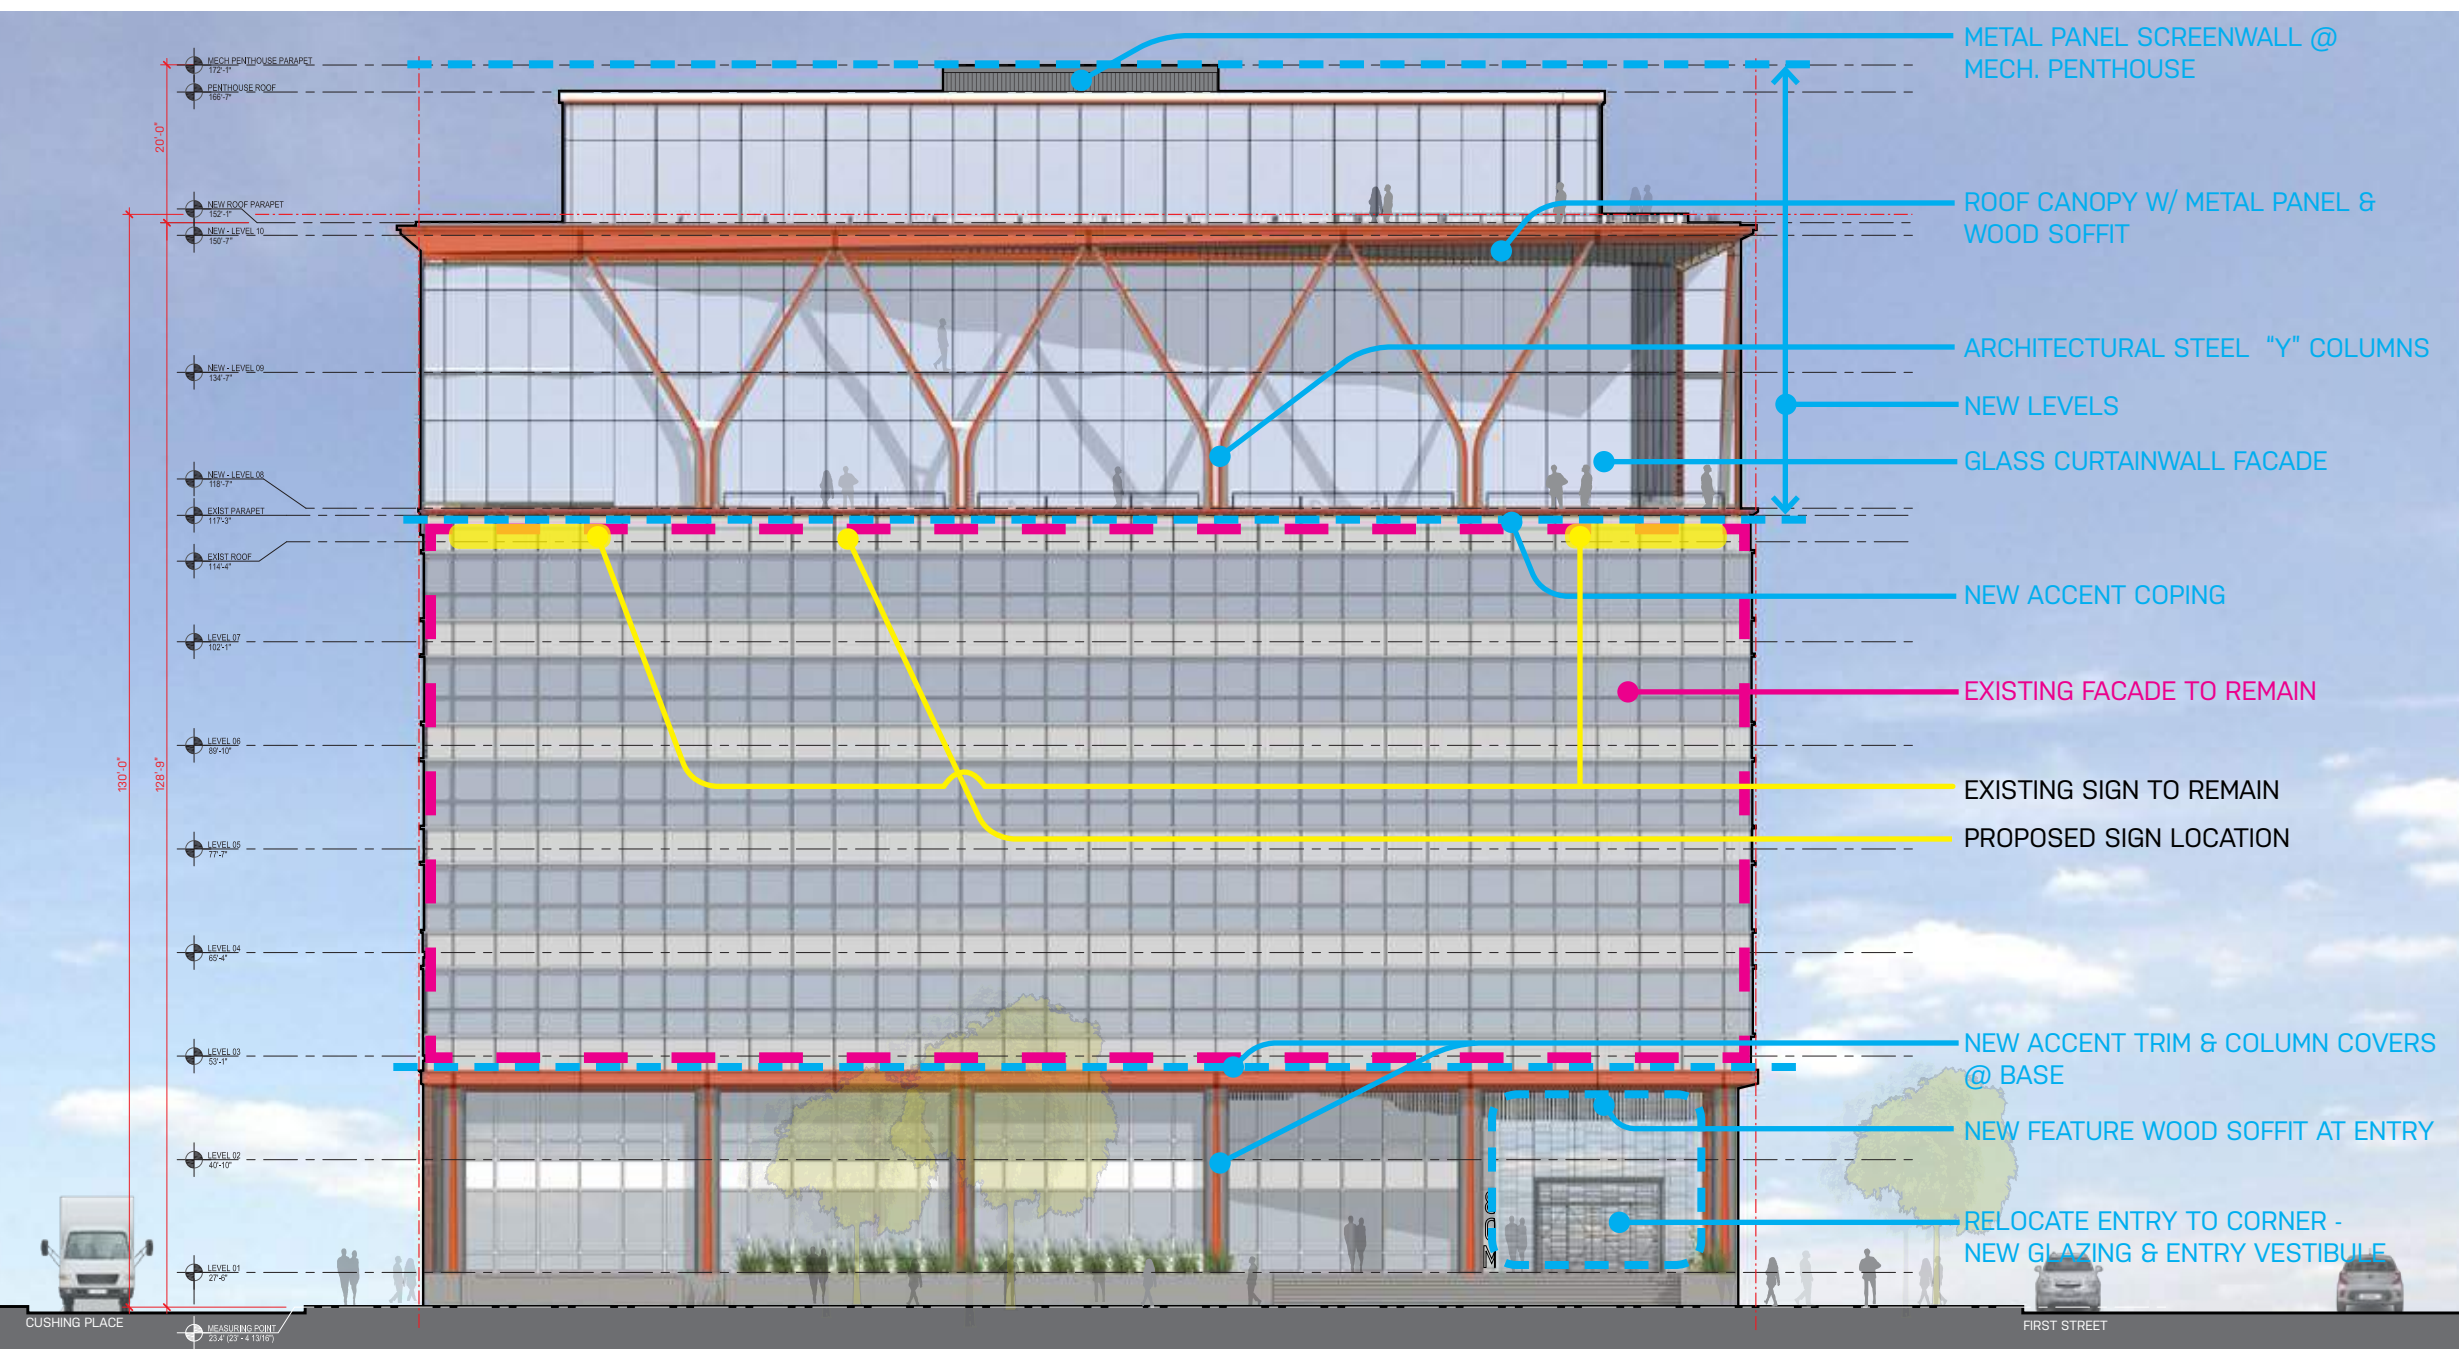 METAL PANEL SCREENWALL @
MECH. PENTHOUSE
ROOF CANOPY W/ METAL PANEL &
WOOD SOFFIT
ARCHITECTURAL STEEL "Y" COLUMNS
NEW LEVELS
GLASS CURTAINWALL FACADE
NEW ACCENT COPING
EXISTING FACADE TO REMAIN
EXISTING SIGN TO REMAIN
PROPOSED SIGN LOCATION
NEW ACCENT TRIM & COLUMN COVERS
@ BASE
NEW FEATURE WOOD SOFFIT AT ENTRY
RELOCATE ENTRY TO CORNER -
NEW GLAZING & ENTRY VESTIBULE
MECH PENTHOUSE PARAPET
172'-1"
PENTHOUSE ROOF
166'-7"
NEW ROOF PARAPET
152'-1"
NEW - LEVEL 10
150'-7"
NEW - LEVEL 09
134'-7"
NEW - LEVEL 08
118'-7"
EXIST PARAPET
117'-3"
EXIST ROOF
114'-4"
LEVEL 07
102'-1"
LEVEL 06
89'-10"
LEVEL 05
77'-7"
LEVEL 04
65'-4"
LEVEL 03
53'-1"
LEVEL 02
40'-10"
LEVEL 01
27'-6"
MEASURING POINT
23.4' (23' - 4 13/16")
20'-0"
130'-0"
128'-9"
CUSHING PLACE
FIRST STREET